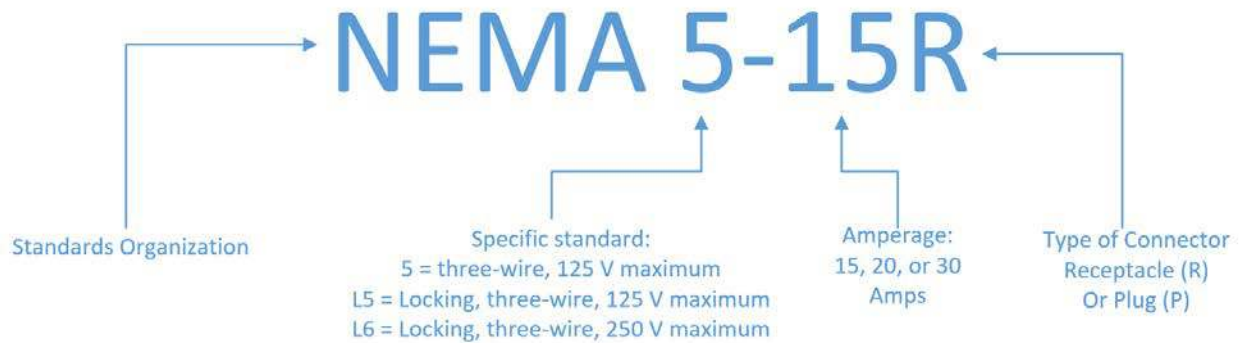 NEMA 5-15R
Standards Organization
Specific standard:
5 = three-wire, 125 V maximum
L5 = Locking, three-wire, 125 V maximum
L6 = Locking, three-wire, 250 V maximum
Amperage:
15, 20, or 30
Amps
Type of Connector
Receptacle (R)
Or Plug (P)